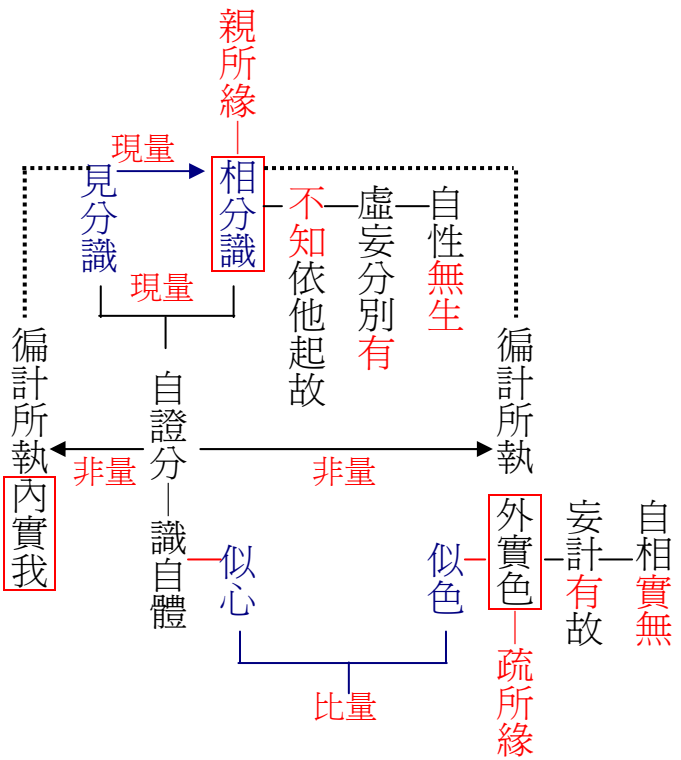 親所緣
現量
見分識
相分識
不知依他起故
虛妄分別有
自性無生
現量
徧計所執
內實我
自證分
識自體
徧計所執
非量
非量
似心
似色
外實色
妄計有故
自相實無
比量
疏所緣